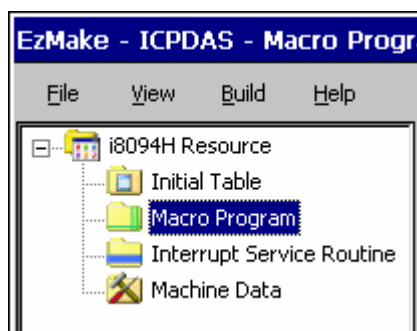 EzMake - ICPDAS - Macro Progr
File View Build Help
i8094H Resource
Initial Table
Macro Program
Interrupt Service Routine
Machine Data